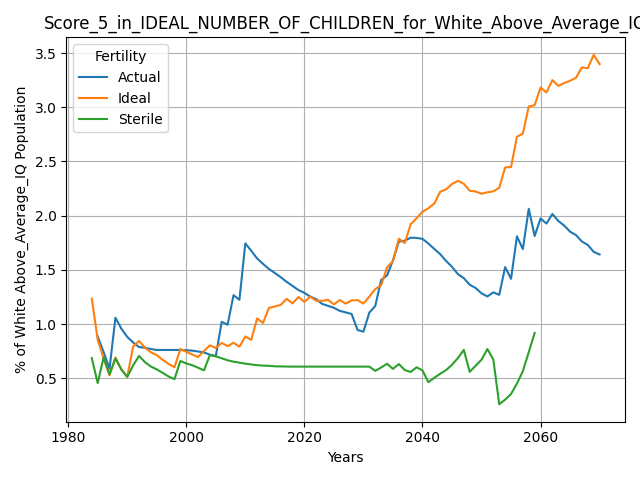 Score_5_in_IDEAL_NUMBER_OF_CHILDREN_for_White_Above_Average_IQ
Fertility
Actual
Ideal
Sterile
% of White Above_Average_IQ Population
3.5
3.0
2.5
2.0
1.5
1.0
0.5
1980 2000 2020 2040 2060
Years